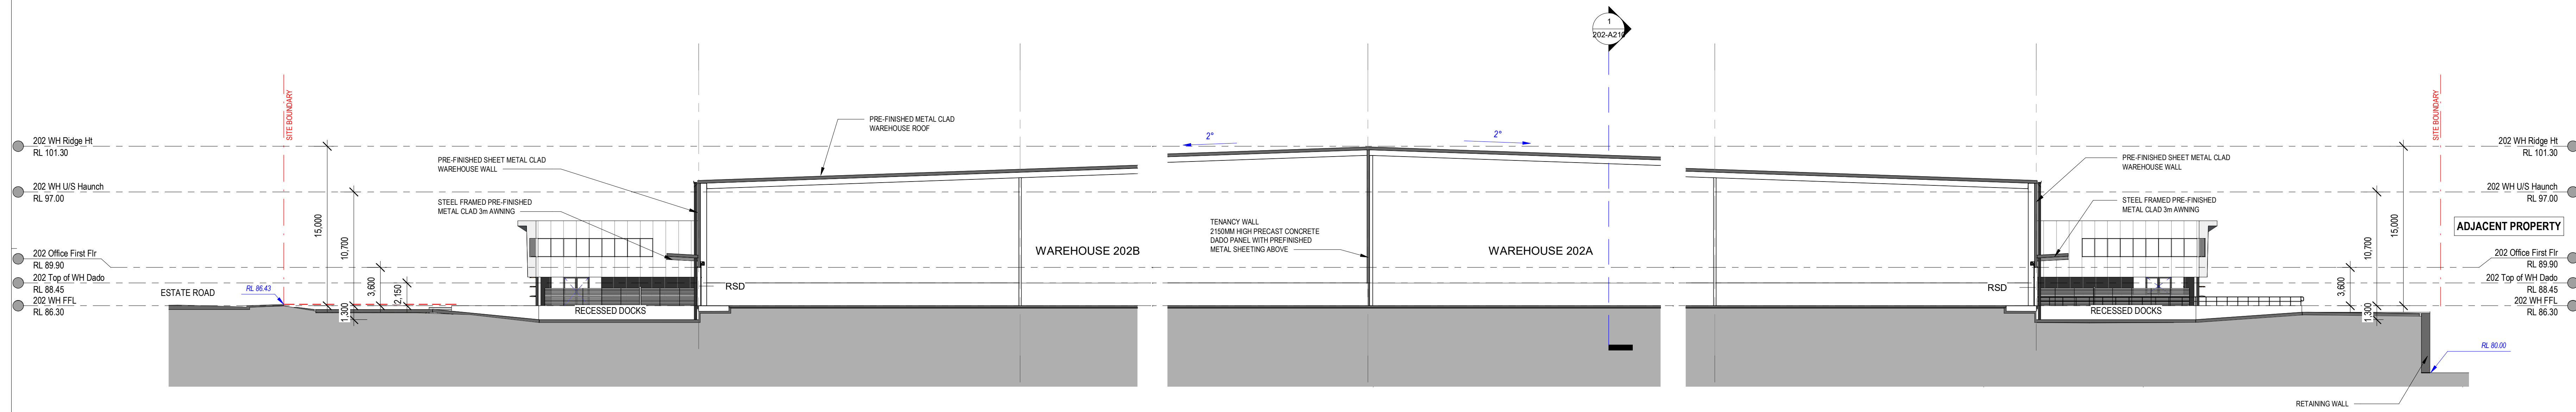 1
202-A210
SITE BOUNDARY
SITE BOUNDARY
202 WH Ridge Ht
RL 101.30
202 WH U/S Haunch
RL 97.00
202 Office First Flr
RL 89.90
202 Top of WH Dado
RL 88.45
202 WH FFL
RL 86.30
ESTATE ROAD
RL 86.43
15,000
10,700
3,600
2,150
1,300
PRE-FINISHED SHEET METAL CLAD
WAREHOUSE WALL
STEEL FRAMED PRE-FINISHED
METAL CLAD 3m AWNING
PRE-FINISHED METAL CLAD
WAREHOUSE ROOF
RSD
RECESSED DOCKS
WAREHOUSE 202B
2°
2°
TENANCY WALL
2150MM HIGH PRECAST CONCRETE
DADO PANEL WITH PREFINISHED
METAL SHEETING ABOVE
WAREHOUSE 202A
RSD
RECESSED DOCKS
PRE-FINISHED SHEET METAL CLAD
WAREHOUSE WALL
STEEL FRAMED PRE-FINISHED
METAL CLAD 3m AWNING
3,600
1,300
10,700
15,000
202 WH Ridge Ht
RL 101.30
202 WH U/S Haunch
RL 97.00
ADJACENT PROPERTY
202 Office First Flr
RL 89.90
202 Top of WH Dado
RL 88.45
202 WH FFL
RL 86.30
RL 80.00
RETAINING WALL